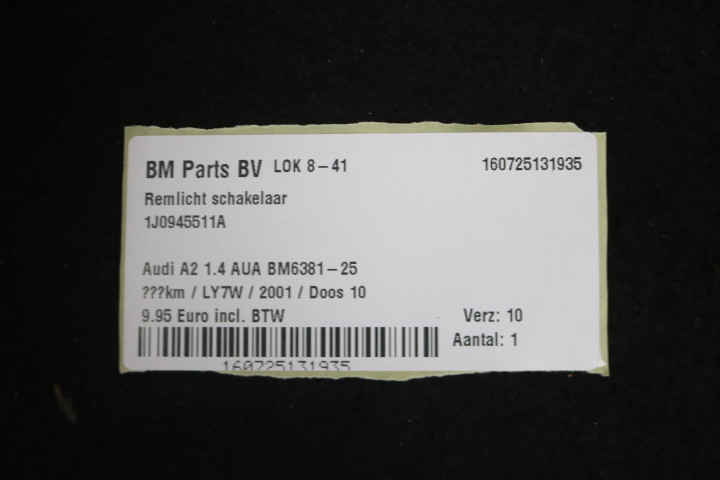 BM Parts BV LOK 8-41 160725131935
Remlicht schakelaar
1J0945511A
Audi A2 1.4 AUA BM6381-25
???km / LY7W / 2001 / Doos 10
9.95 Euro incl. BTW Verz: 10
Aantal: 1
160725131935